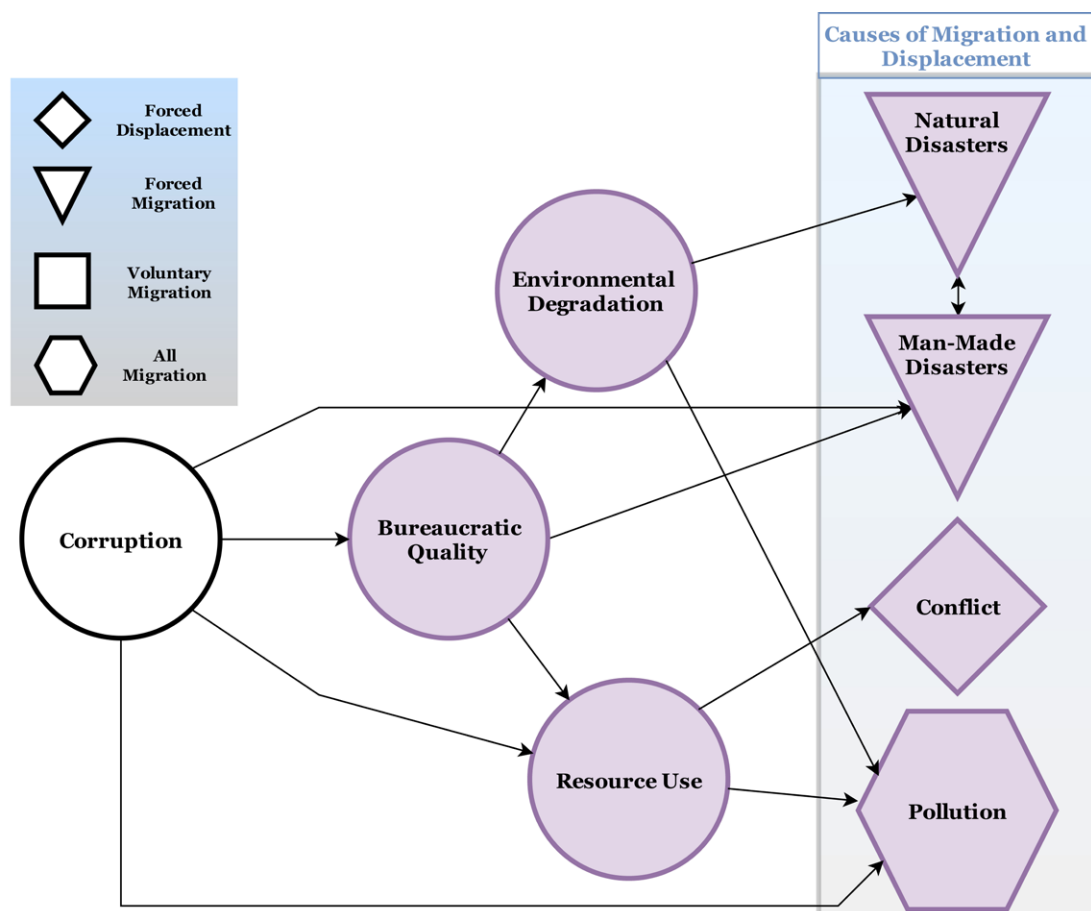 Causes of Migration and
Displacement
Forced
Displacement
Forced
Migration
Voluntary
Migration
All
Migration
Natural
Disasters
Environmental
Degradation
Man-Made
Disasters
Corruption
Bureaucratic
Quality
Conflict
Resource Use
Pollution